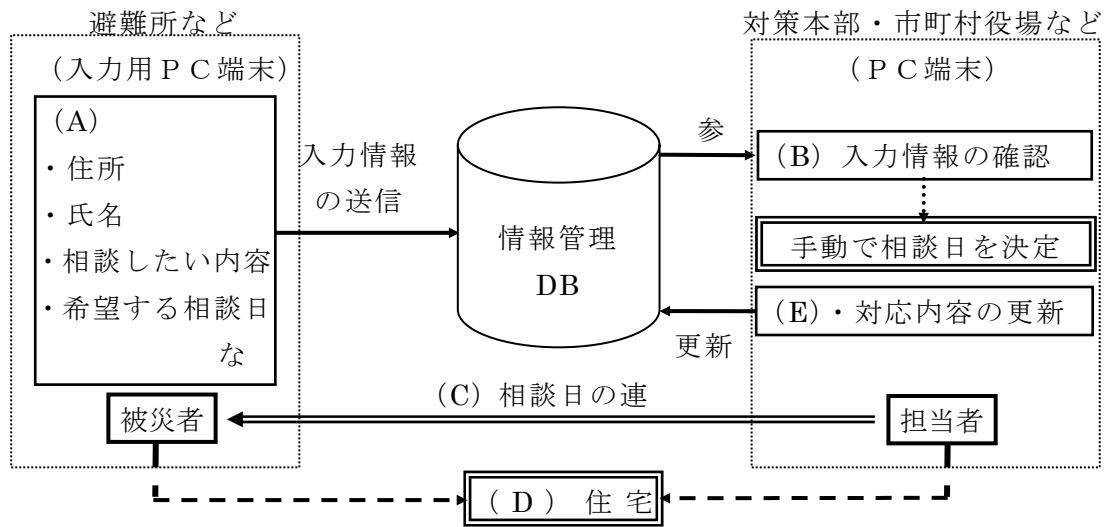 避難所など
対策本部・市町村役場など
（入力用ＰＣ端末）
（ＰＣ端末）
（A）
・住所
・氏名
・相談したい内容
・希望する相談日
な
入力情報
の送信
情報管理
DB
参
（B）入力情報の確認
手動で相談日を決定
（E）・対応内容の更新
更新
（C）相談日の連
被災者
担当者
（D）住宅